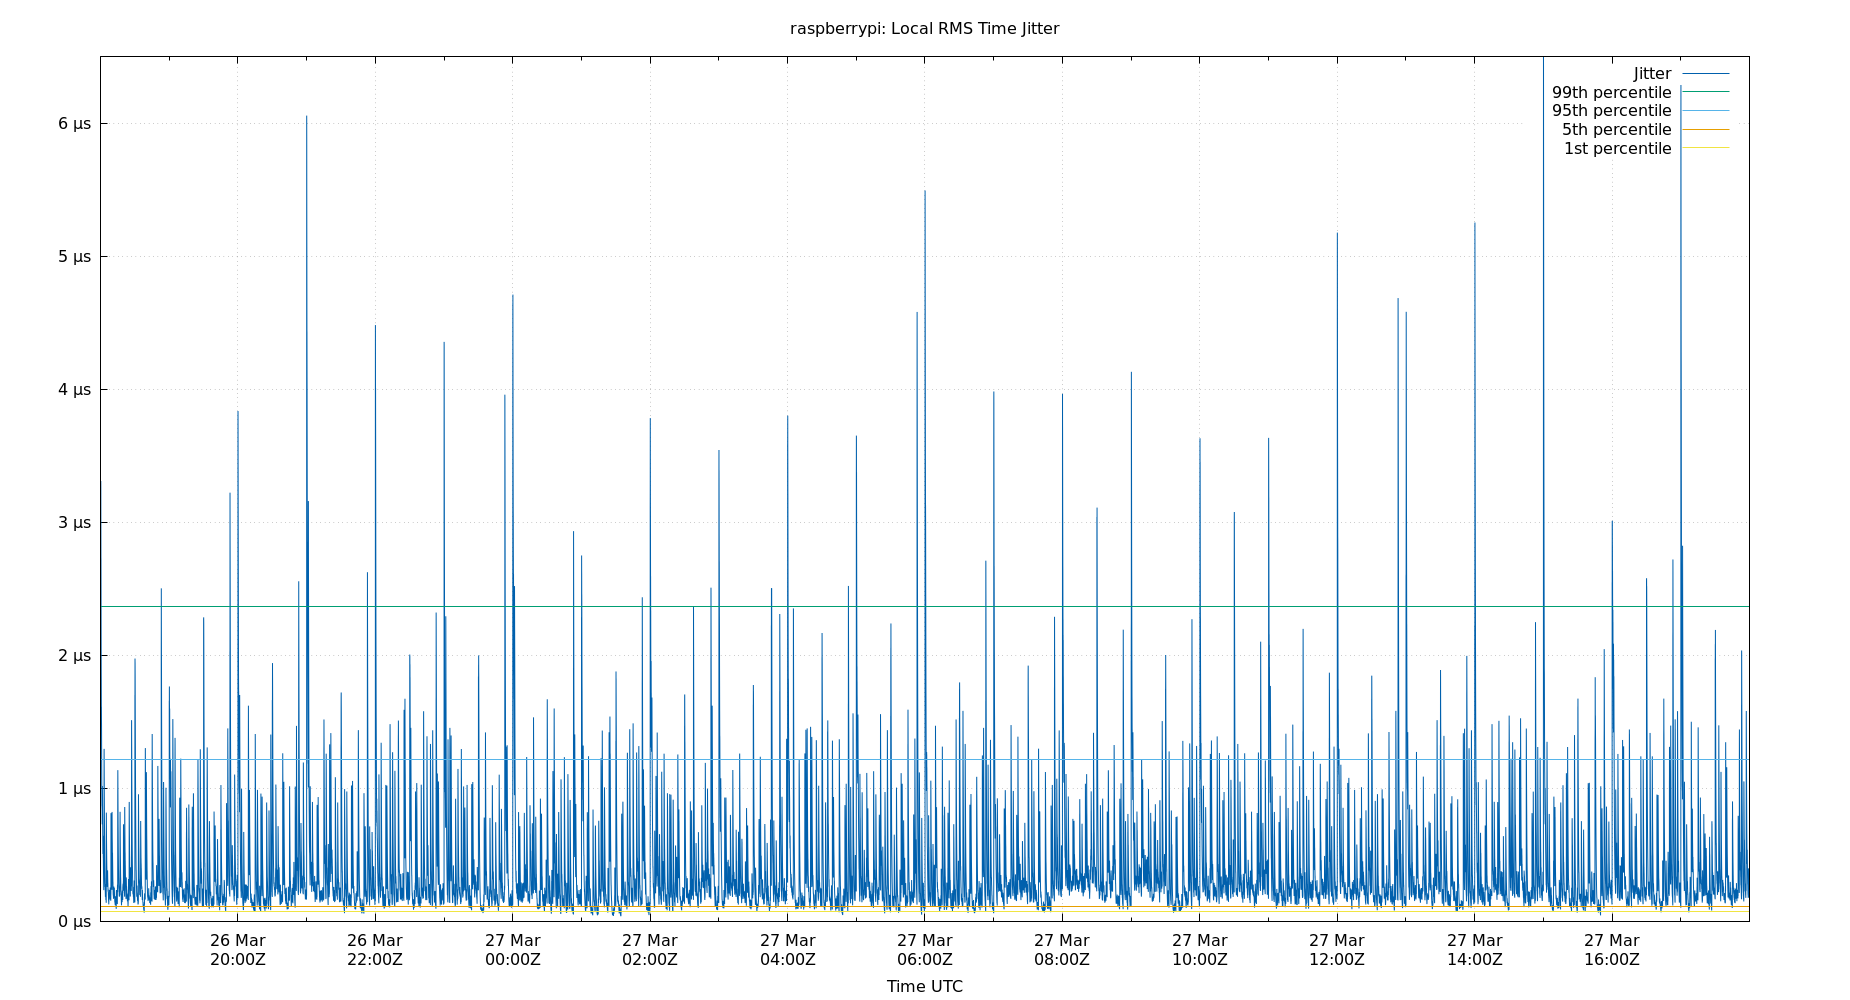 raspberrypi: Local RMS Time Jitter
Jitter
99th percentile
95th percentile
5th percentile
1st percentile
6 µs
5 µs
4 µs
3 µs
2 µs
1 µs
0 µs
26 Mar 26 Mar 27 Mar 27 Mar 27 Mar 27 Mar 27 Mar 27 Mar 27 Mar 27 Mar 27 Mar
20:00Z 22:00Z 00:00Z 02:00Z 04:00Z 06:00Z 08:00Z 10:00Z 12:00Z 14:00Z 16:00Z
Time UTC